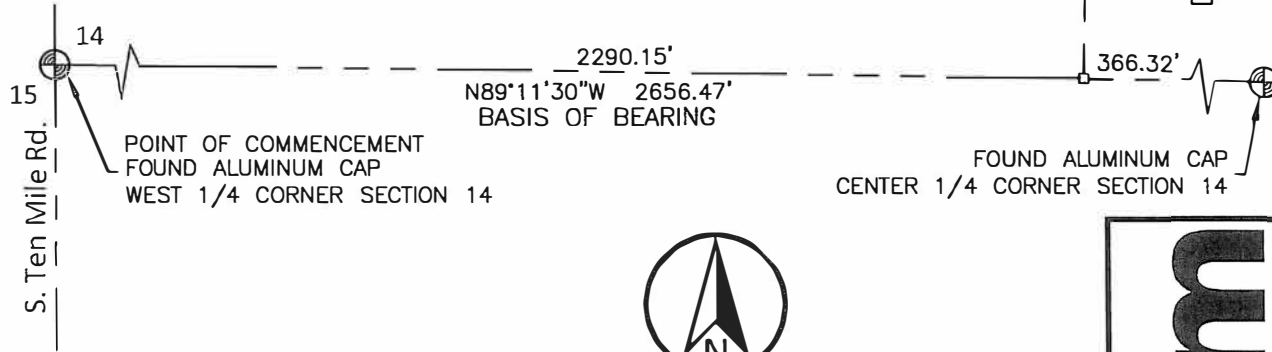 14
15
S. Ten Mile Rd.
2290.15'
N89°11'30"W 2656.47'
BASIS OF BEARING
366.32'
POINT OF COMMENCEMENT
FOUND ALUMINUM CAP
WEST 1/4 CORNER SECTION 14
FOUND ALUMINUM CAP
CENTER 1/4 CORNER SECTION 14
N